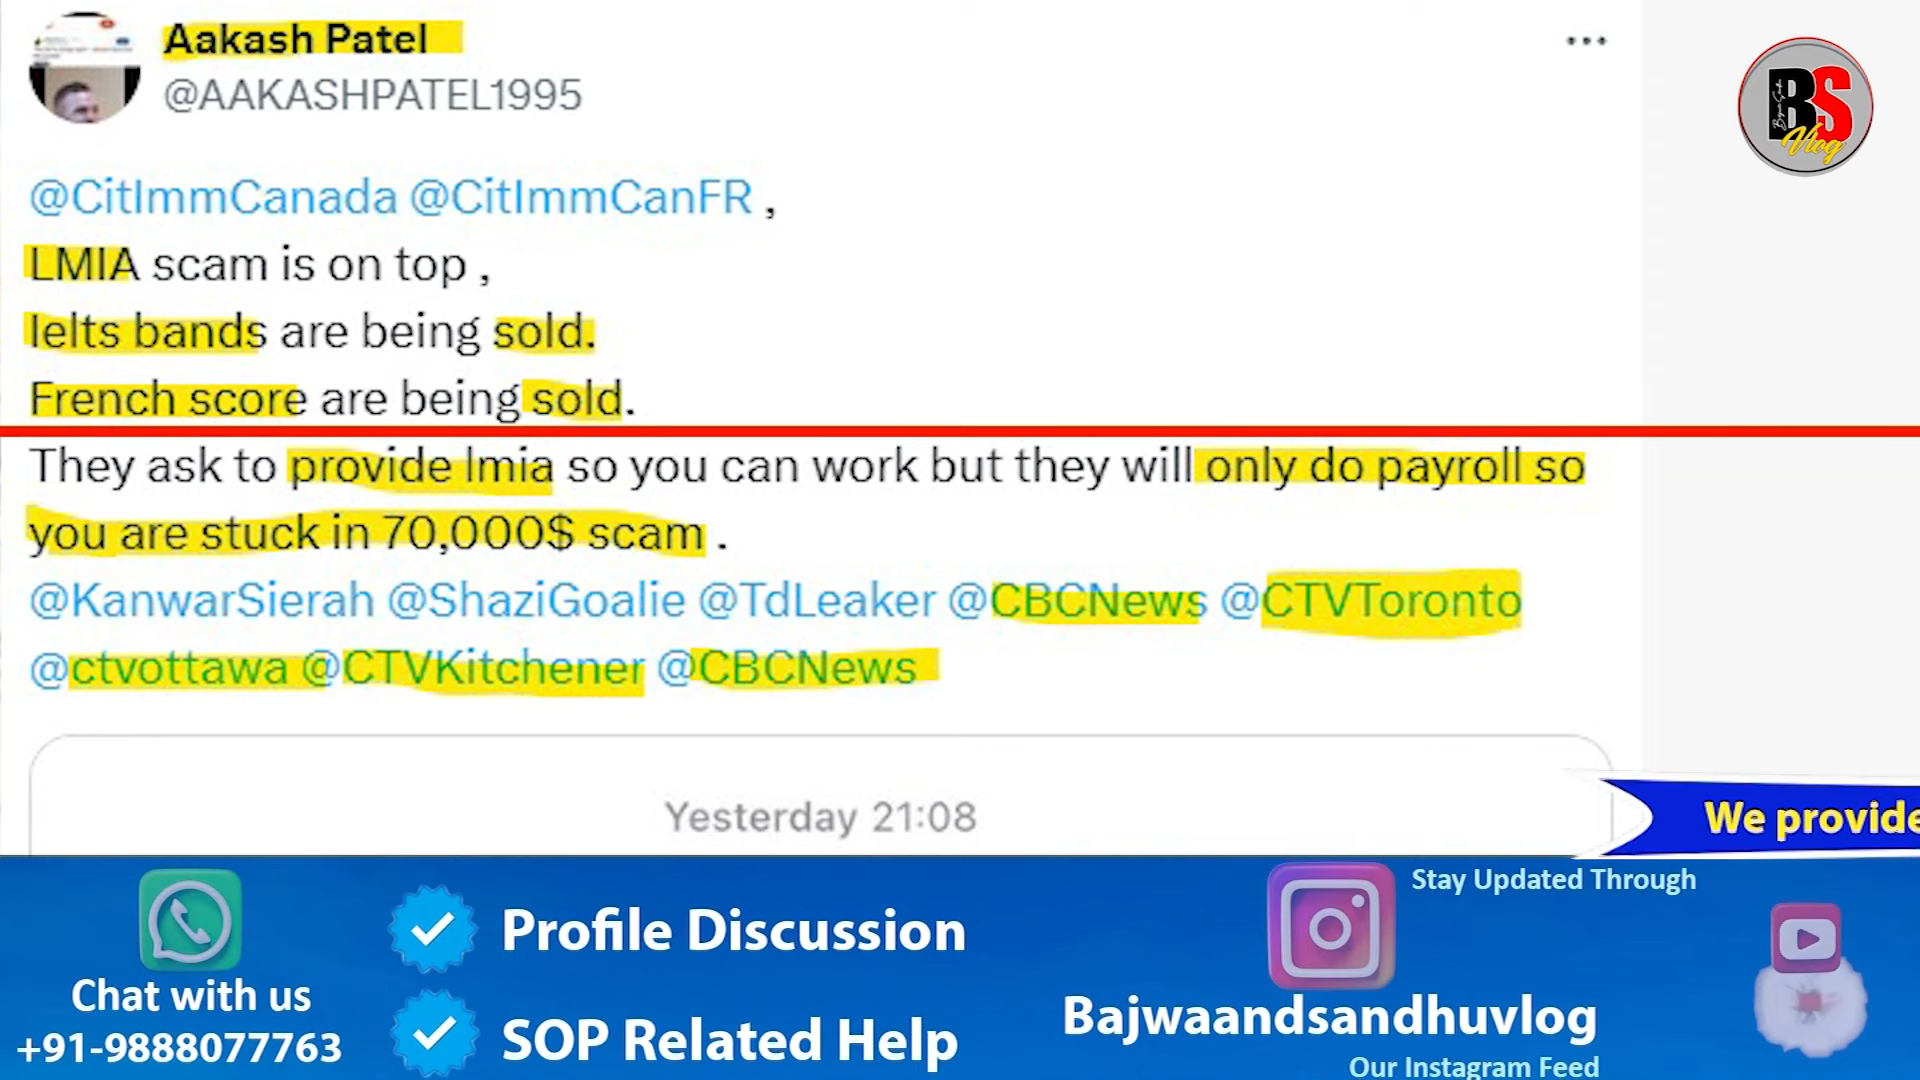 Aakash Patel
@AAKASHPATEL1995
BS
Vlog
@CitImmCanada @CitImmCanFR ,
LMIA scam is on top ,
Ielts bands are being sold.
French score are being sold.
They ask to provide lmia so you can work but they will only do payroll so
you are stuck in 70,000$ scam .
@KanwarSierah @ShaziGoalie @TdLeaker @CBCNews @CTVToronto
@ctvottawa @CTVKitchener @CBCNews
Yesterday 21:08
We provide
Chat with us
+91-9888077763
Profile Discussion
SOP Related Help
Stay Updated Through
Bajwaandsandhuvlog
Our Instagram Feed